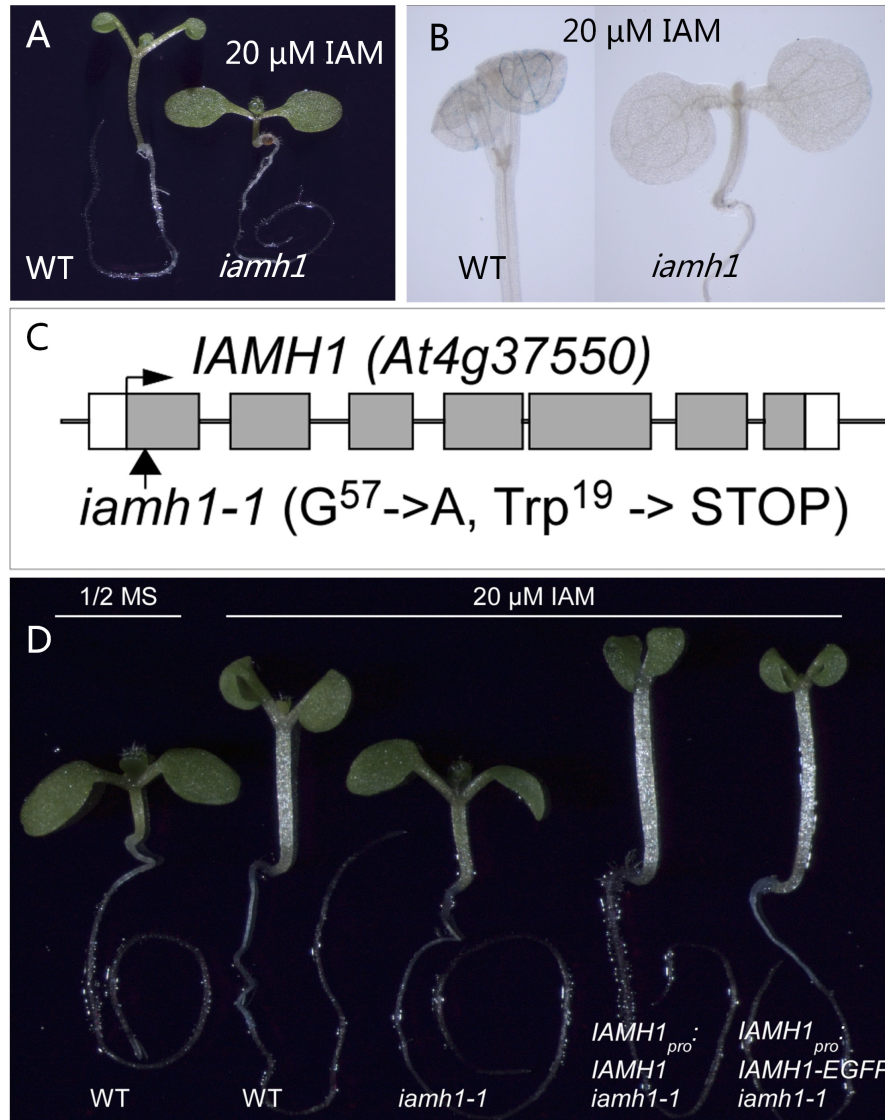 A
20 μM IAM
WT
iamh1
B
20 μM IAM
WT
iamh1
C
IAMH1 (At4g37550)
iamh1-1 (G57->A, Trp19 -> STOP)
1/2 MS
20 μM IAM
D
WT
WT
iamh1-1
IAMH1pro:
IAMH1
iamh1-1
IAMH1pro:
IAMH1-EGFP
iamh1-1